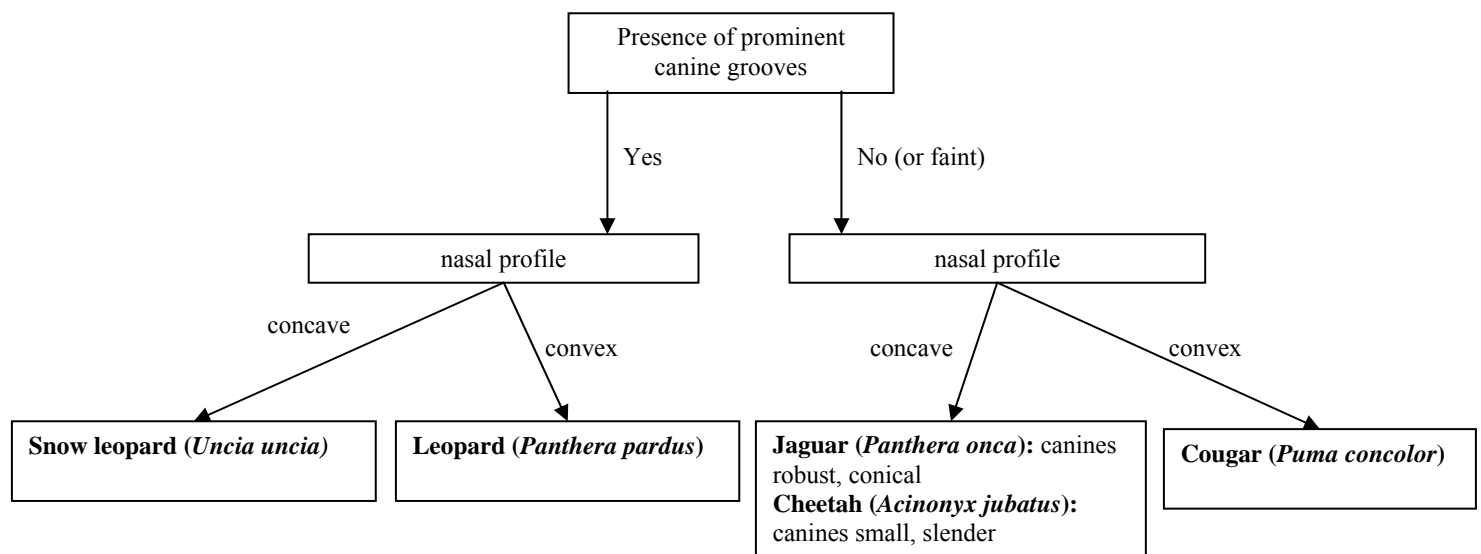 Presence of prominent
canine grooves
Yes
No (or faint)
nasal profile
nasal profile
concave
convex
concave
convex
Snow leopard (Uncia uncia)
Leopard (Panthera pardus)
Jaguar (Panthera onca): canines
robust, conical
Cheetah (Acinonyx jubatus):
canines small, slender
Cougar (Puma concolor)